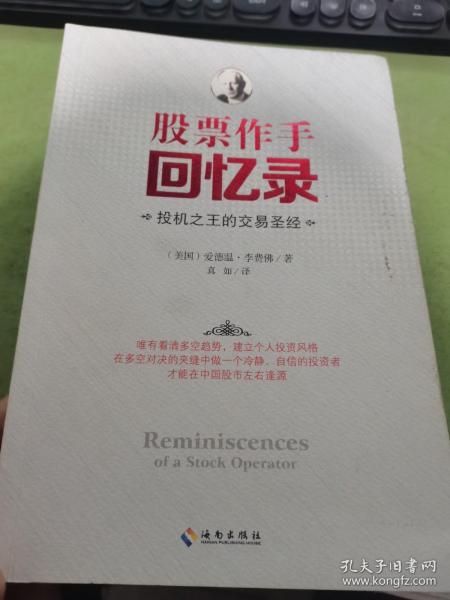 股票作手
回忆录
投机之王的交易圣经
（美国）爱德温·李费佛／著
真 如／译
唯有看清多空趋势，建立个人投资风格
在多空对决的夹缝中做一个冷静、自信的投资者
才能在中国股市左右逢源
Reminiscences
of a Stock Operator
海南出版社
HAINAN PUBLISHING HOUSE
孔夫子旧书网
www.kongfz.com